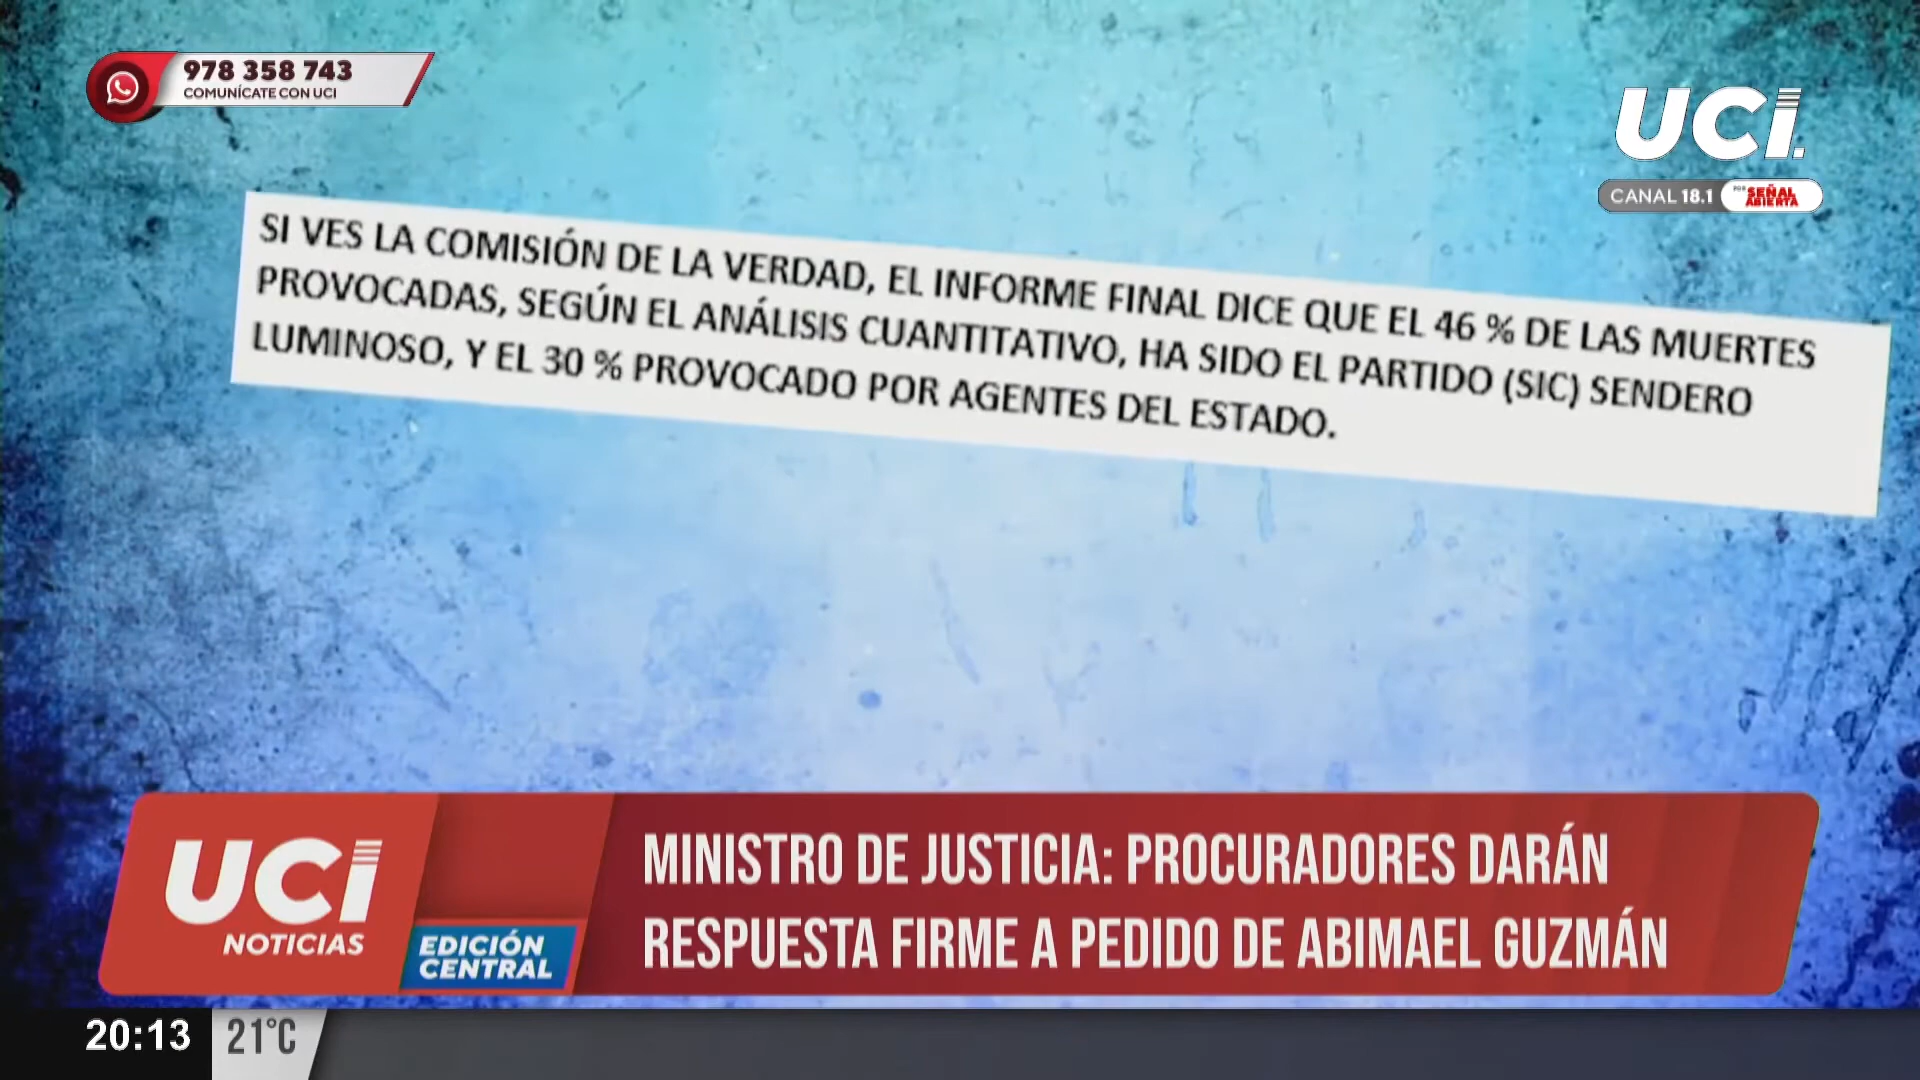 978 358 743
COMUNÍCATE CON UCI
UCI.
CANAL 18.1 POR SEÑAL ABIERTA
SI VES LA COMISIÓN DE LA VERDAD, EL INFORME FINAL DICE QUE EL 46 % DE LAS MUERTES
PROVOCADAS, SEGÚN EL ANÁLISIS CUANTITATIVO, HA SIDO EL PARTIDO (SIC) SENDERO
LUMINOSO, Y EL 30 % PROVOCADO POR AGENTES DEL ESTADO.
UCI
NOTICIAS
EDICIÓN
CENTRAL
MINISTRO DE JUSTICIA: PROCURADORES DARÁN
RESPUESTA FIRME A PEDIDO DE ABIMAEL GUZMÁN
20:13 21°C